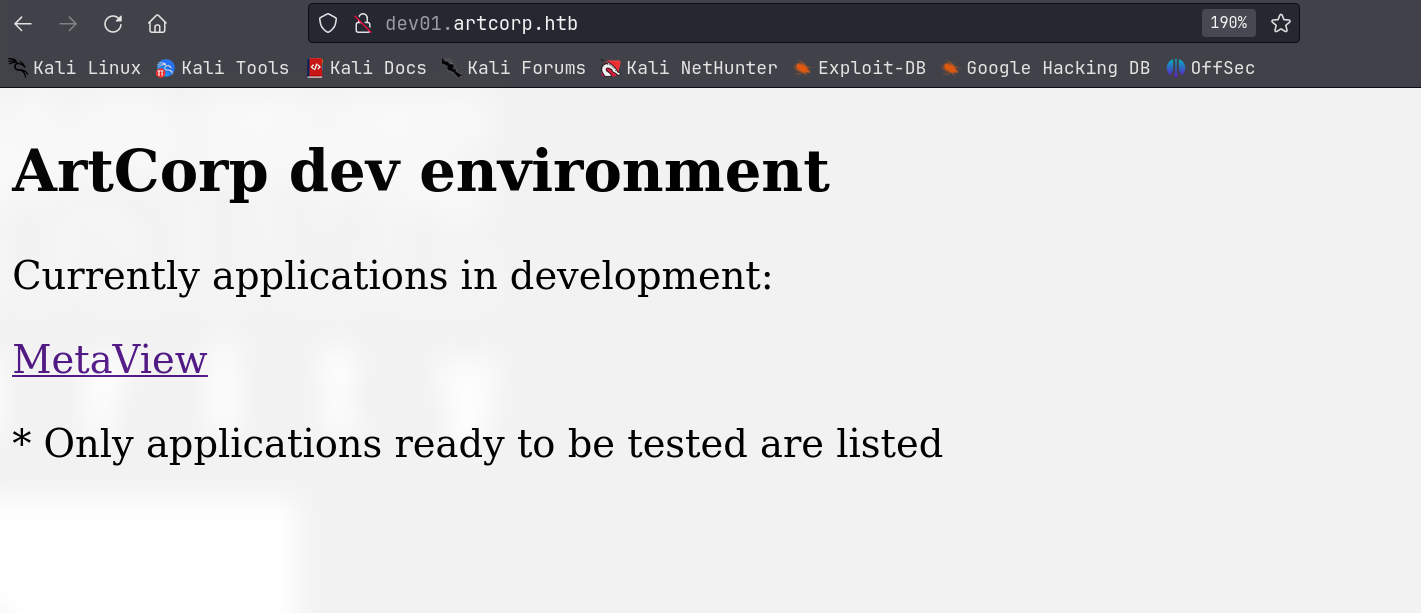 dev01.artcorp.htb 190%
Kali Linux Kali Tools Kali Docs Kali Forums Kali NetHunter Exploit-DB Google Hacking DB OffSec
ArtCorp dev environment
Currently applications in development:
MetaView
* Only applications ready to be tested are listed